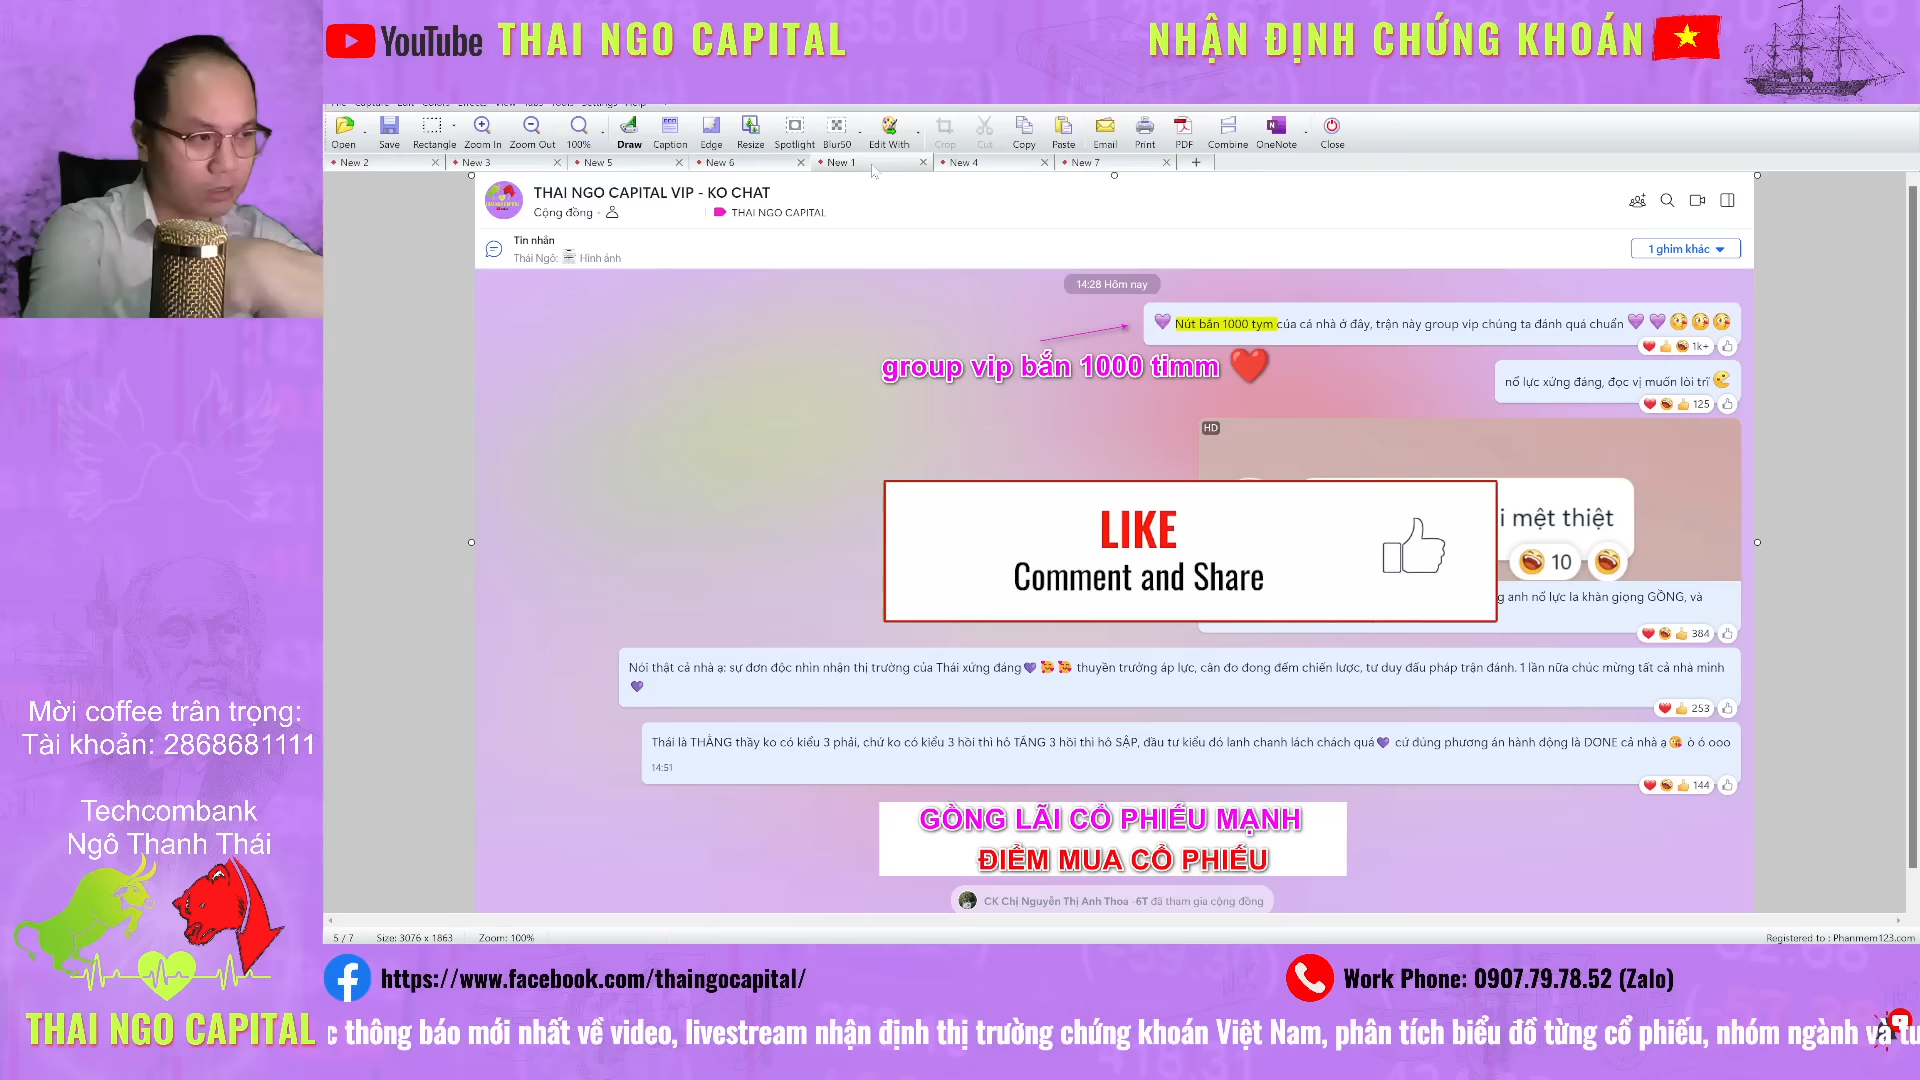 YouTube THAI NGO CAPITAL
NHẬN ĐỊNH CHỨNG KHOÁN
Open Save Rectangle Zoom In Zoom Out 100% Draw Caption Edge Resize Spotlight Blur50 Edit With Crop Cut Copy Paste Email Print PDF Combine OneNote Close
New 2 New 3 New 5 New 6 New 1 New 4 New 7
THAI NGO CAPITAL VIP - KO CHAT
Cộng đồng THAI NGO CAPITAL
Tin nhắn
Thái Ngô: Hình ảnh
1 ghim khác
14:28 Hôm nay
💜 Nút bắn 1000 tym của cả nhà ở đây, trận này group vip chúng ta đánh quá chuẩn 💜 💜
1k+
group vip bắn 1000 timm ❤️
nổ lực xứng đáng, đọc vị muốn lòi trĩ
125
HD
i mệt thiệt
10
LIKE
Comment and Share
g anh nổ lực la khàn giọng GỒNG, và
384
Nói thật cả nhà ạ: sự đơn độc nhìn nhận thị trường của Thái xứng đáng 💜 🥰 🥰 thuyền trưởng áp lực, cân đo đong đếm chiến lược, tư duy đấu pháp trận đánh. 1 lần nữa chúc mừng tất cả nhà mình
💜
253
Thái là THẰNG thầy ko có kiểu 3 phải, chứ ko có kiểu 3 hồi thì hô TĂNG 3 hồi thì hô SẬP, đầu tư kiểu đó lanh chanh lách chách quá 💜 cứ đúng phương án hành động là DONE cả nhà ạ 😘 ò ó ooo
14:51
144
GỒNG LÃI CỔ PHIẾU MẠNH
ĐIỂM MUA CỔ PHIẾU
CK Chị Nguyễn Thị Anh Thoa -6T đã tham gia cộng đồng
5 / 7 Size: 3076 x 1863 Zoom: 100%
Registered to : Phanmem123.com
Mời coffee trân trọng:
Tài khoản: 2868681111
Techcombank
Ngô Thanh Thái
THAI NGO CAPITAL
https://www.facebook.com/thaingocapital/
Work Phone: 0907.79.78.52 (Zalo)
c thông báo mới nhất về video, livestream nhận định thị trường chứng khoán Việt Nam, phân tích biểu đồ từng cổ phiếu, nhóm ngành và